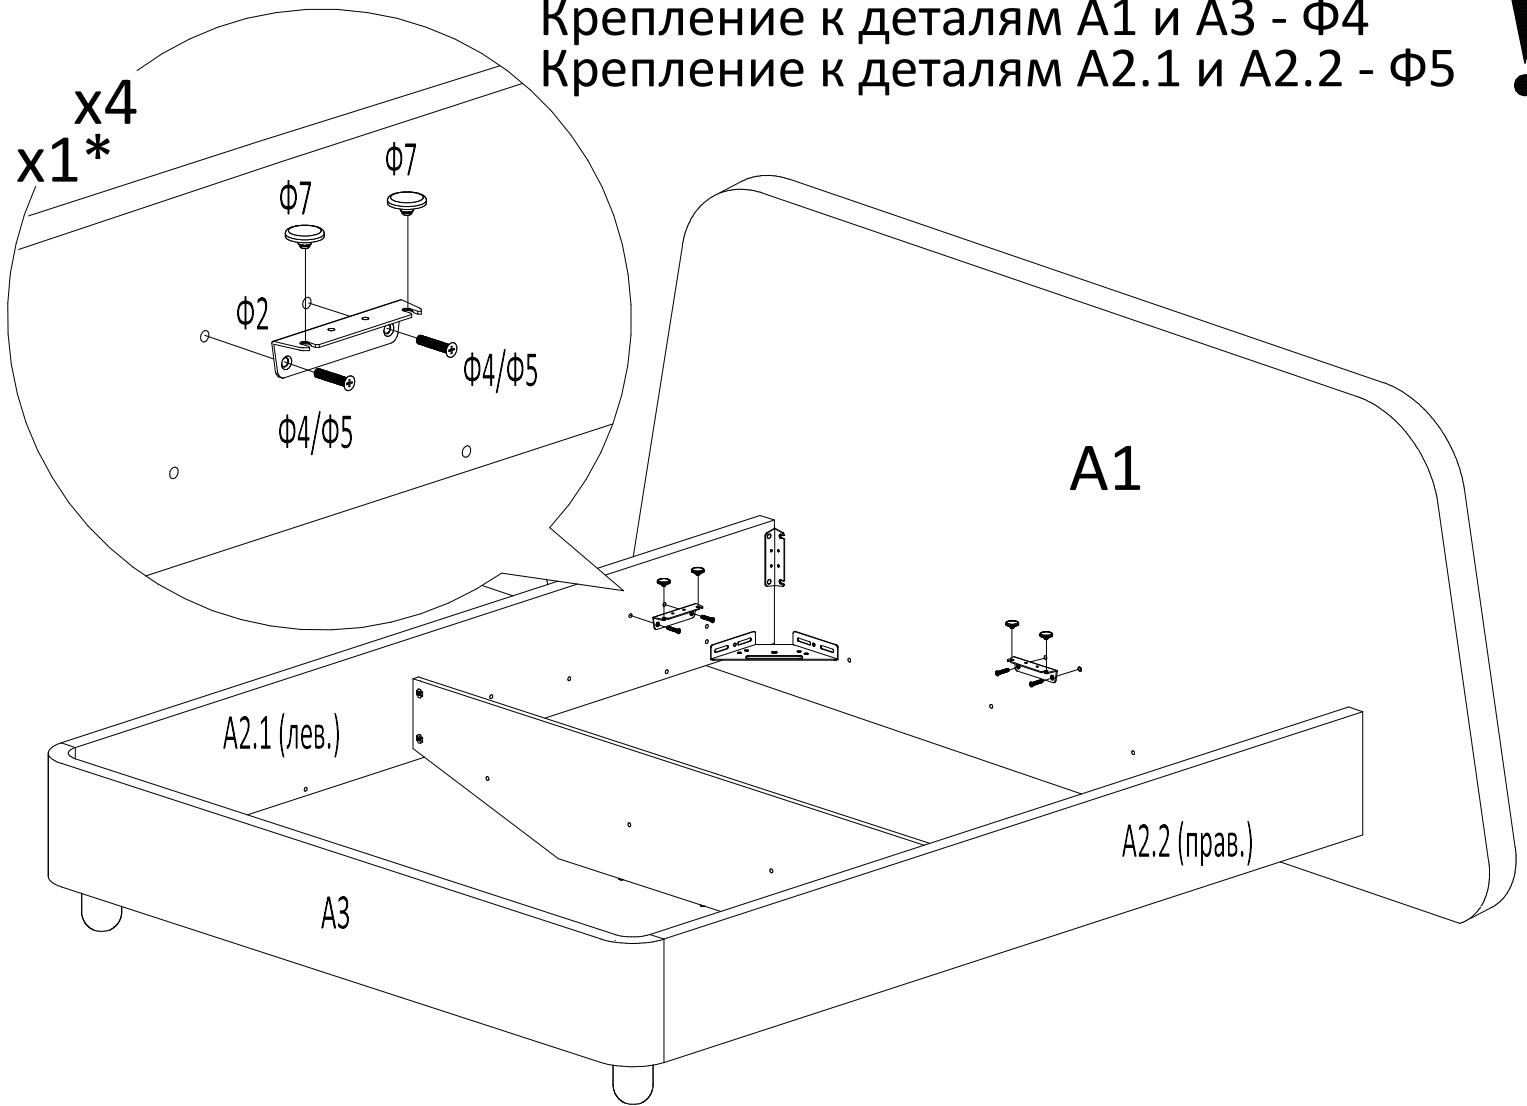 Крепление к деталям А1 и А3 - Ф4
Крепление к деталям А2.1 и А2.2 - Ф5
!
x4
x1*
Ф7
Ф7
Ф2
Ф4/Ф5
Ф4/Ф5
А1
А2.1 (лев.)
А2.2 (прав.)
А3